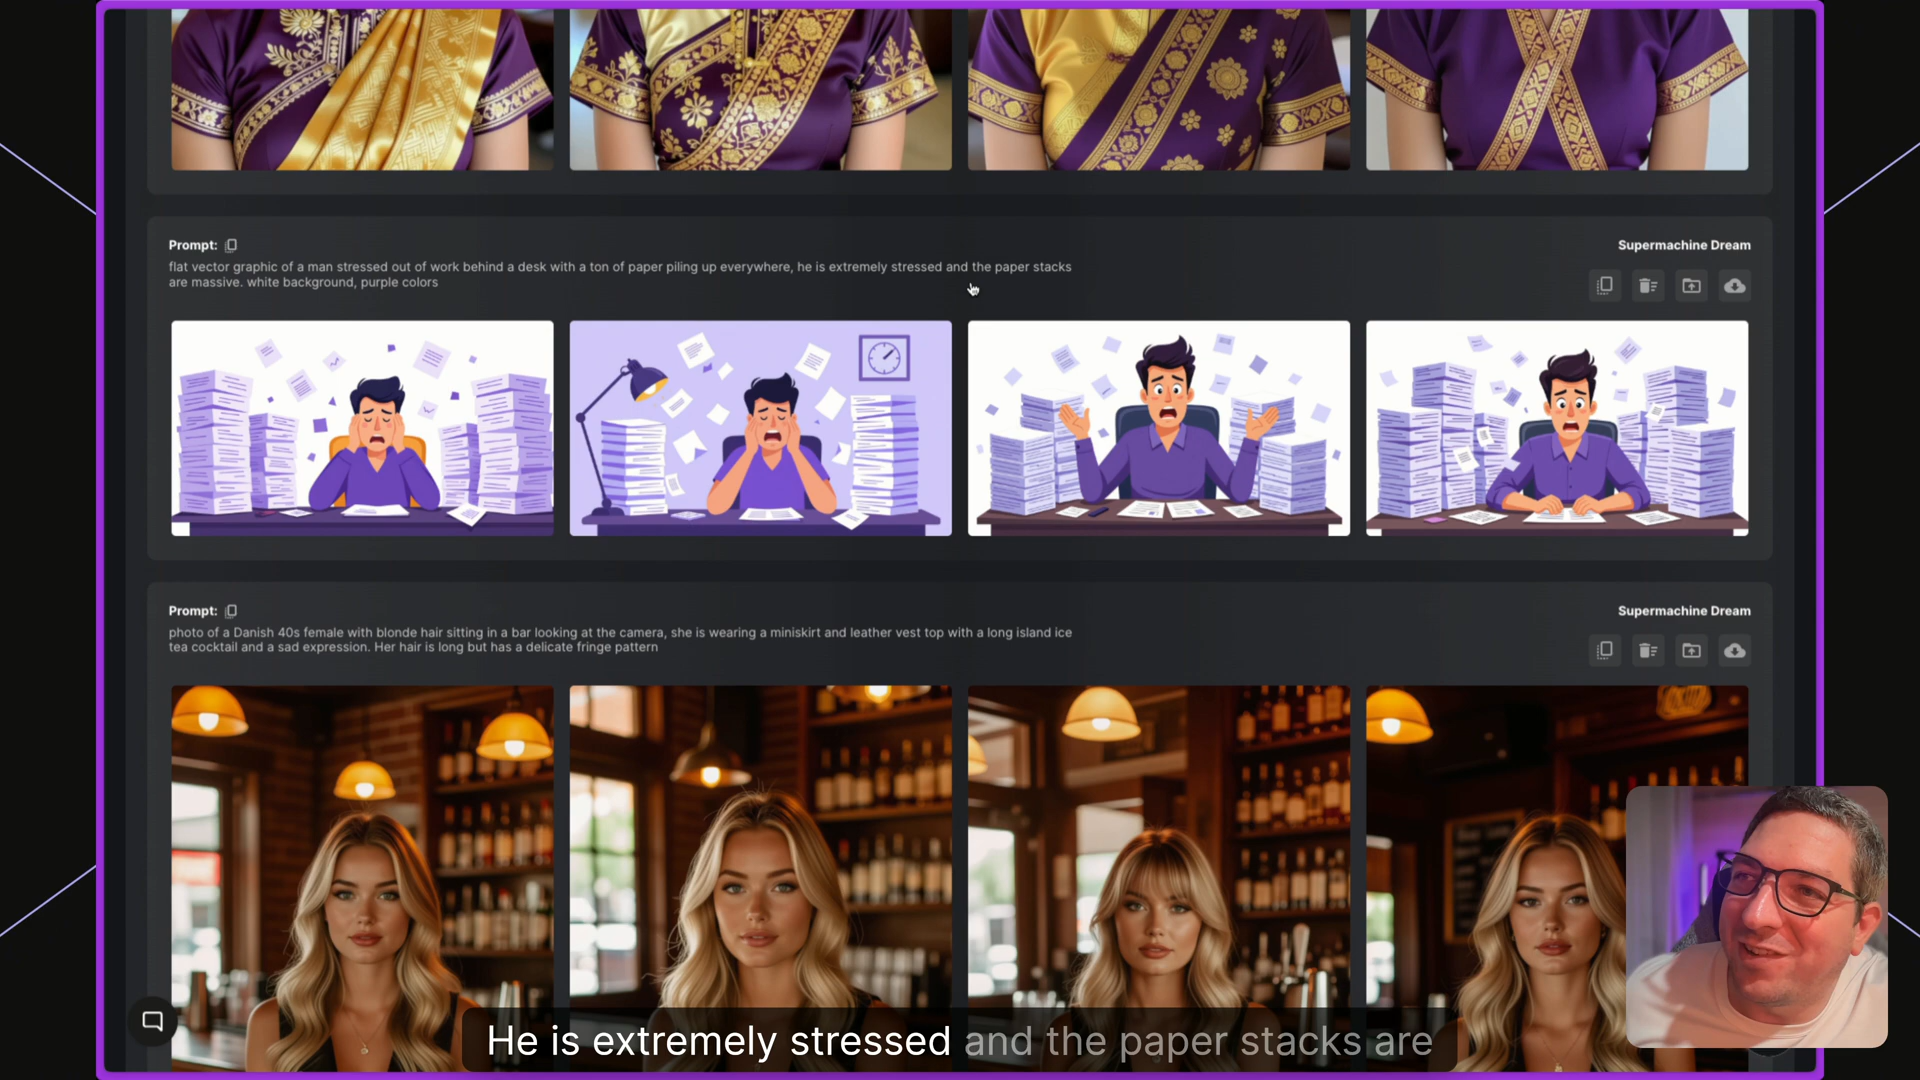 Prompt:
Supermachine Dream
flat vector graphic of a man stressed out of work behind a desk with a ton of paper piling up everywhere, he is extremely stressed and the paper stacks
are massive. white background, purple colors
Prompt:
Supermachine Dream
photo of a Danish 40s female with blonde hair sitting in a bar looking at the camera, she is wearing a miniskirt and leather vest top with a long island ice
tea cocktail and a sad expression. Her hair is long but has a delicate fringe pattern
He is extremely stressed and the paper stacks are